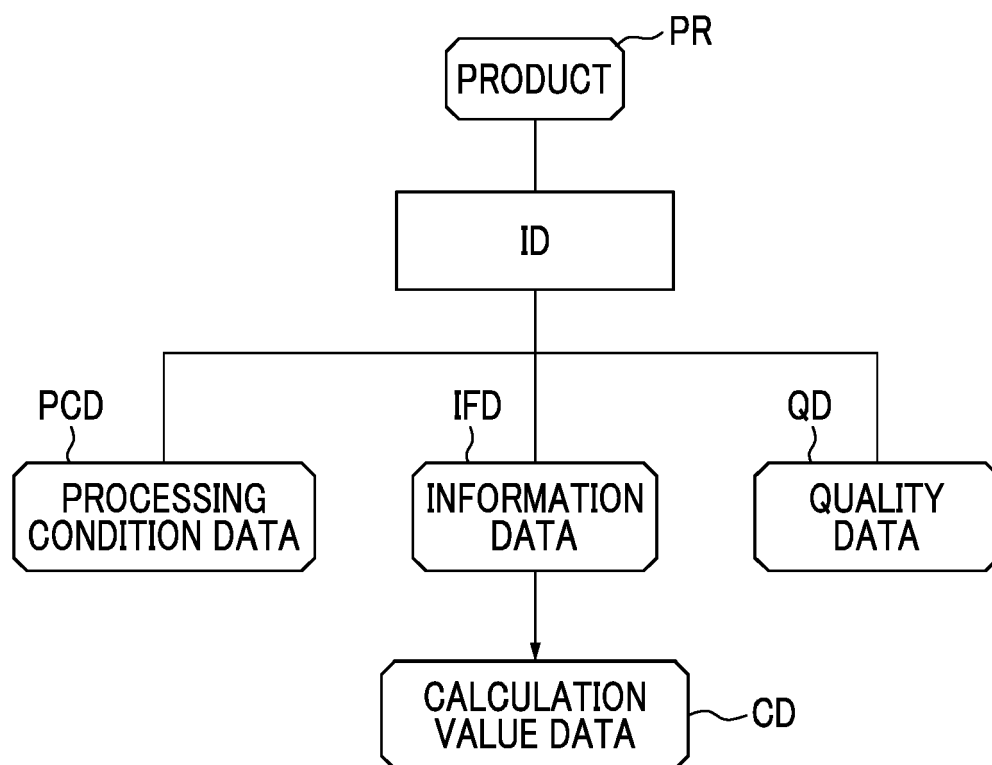 PR
PRODUCT
ID
PCD
IFD
QD
PROCESSING
CONDITION DATA
INFORMATION
DATA
QUALITY
DATA
CALCULATION
VALUE DATA
CD